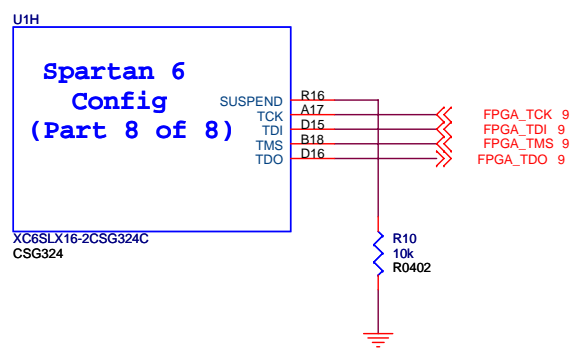 U1H
Spartan 6
Config
(Part 8 of 8)
SUSPEND R16
TCK A17 FPGA_TCK 9
TDI D15 FPGA_TDI 9
TMS B18 FPGA_TMS 9
TDO D16 FPGA_TDO 9
XC6SLX16-2CSG324C
CSG324
R10
10k
R0402